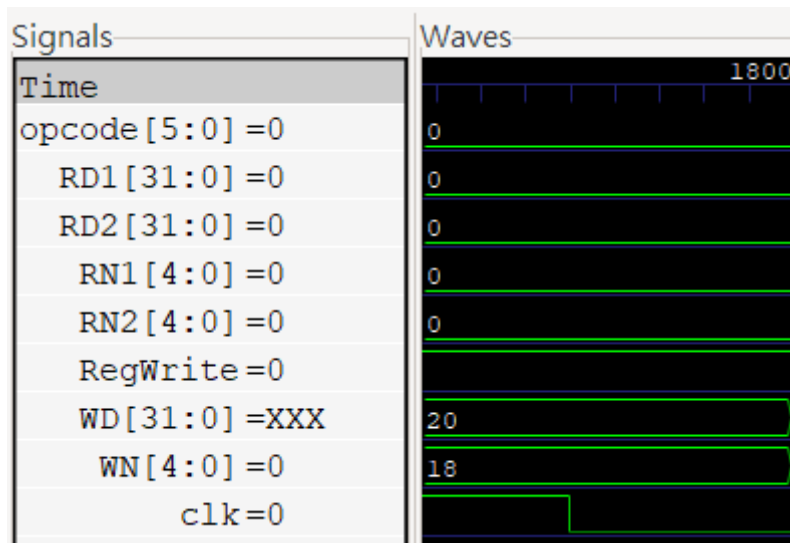 Signals Waves
Time 1800
opcode[5:0]=0 0
RD1[31:0]=0 0
RD2[31:0]=0 0
RN1[4:0]=0 0
RN2[4:0]=0 0
RegWrite=0
WD[31:0]=XXX 20
WN[4:0]=0 18
clk=0